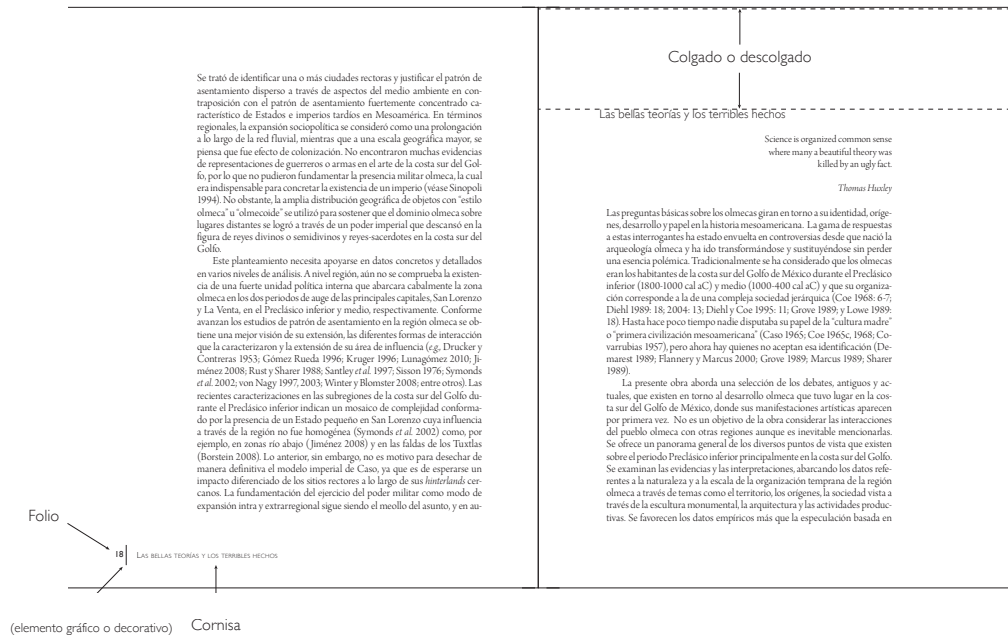 Se trató de identificar una o más ciudades rectoras y justificar el patrón de
asentamiento disperso a través de aspectos del medio ambiente en con-
traposición con el patrón de asentamiento fuertemente concentrado ca-
racterístico de Estados e imperios tardíos en Mesoamérica. En términos
regionales, la expansión sociopolítica se consideró como una prolongación
a lo largo de la red fluvial, mientras que a una escala geográfica mayor, se
piensa que fue efecto de colonización. No encontraron muchas evidencias
de representaciones de guerreros o armas en el arte de la costa sur del Gol-
fo, por lo que no pudieron fundamentar la presencia militar olmeca, la cual
era indispensable para concretar la existencia de un imperio (véase Sinopoli
1994). No obstante, la amplia distribución geográfica de objetos con “estilo
olmeca” u “olmecoide” se utilizó para sostener que el dominio olmeca sobre
lugares distantes se logró a través de un poder imperial que descansó en la
figura de reyes divinos o semidivinos y reyes-sacerdotes en la costa sur del
Golfo.
Este planteamiento necesita apoyarse en datos concretos y detallados
en varios niveles de análisis. A nivel región, aún no se comprueba la existen-
cia de una fuerte unidad política interna que abarcara cabalmente la zona
olmeca en los dos periodos de auge de las principales capitales, San Lorenzo
y La Venta, en el Preclásico inferior y medio, respectivamente. Conforme
avanzan los estudios de patrón de asentamiento en la región olmeca se ob-
tiene una mejor visión de su extensión, las diferentes formas de interacción
que la caracterizaron y la extensión de su área de influencia (e.g., Drucker y
Contreras 1953; Gómez Rueda 1996; Kruger 1996; Lunagómez 2010; Ji-
ménez 2008; Rust y Sharer 1988; Santley et al. 1997; Sisson 1976; Symonds
et al. 2002; von Nagy 1997, 2003; Winter y Blomster 2008; entre otros). Las
recientes caracterizaciones en las subregiones de la costa sur del Golfo du-
rante el Preclásico inferior indican un mosaico de complejidad conforma-
do por la presencia de un Estado pequeño en San Lorenzo cuya influencia
a través de la región no fue homogénea (Symonds et al. 2002) como, por
ejemplo, en zonas río abajo (Jiménez 2008) y en las faldas de los Tuxtlas
(Borstein 2008). Lo anterior, sin embargo, no es motivo para desechar de
manera definitiva el modelo imperial de Caso, ya que es de esperarse un
impacto diferenciado de los sitios rectores a lo largo de sus hinterlands cer-
canos. La fundamentación del ejercicio del poder militar como modo de
expansión intra y extrarregional sigue siendo el meollo del asunto, y en au-
Folio
18 Las bellas teorías y los terribles hechos
(elemento gráfico o decorativo) Cornisa
Colgado o descolgado
Las bellas teorías y los terribles hechos
Science is organized common sense
where many a beautiful theory was
killed by an ugly fact.
Thomas Huxley
Las preguntas básicas sobre los olmecas giran en torno a su identidad, oríge-
nes, desarrollo y papel en la historia mesoamericana. La gama de respuestas
a estas interrogantes ha estado envuelta en controversias desde que nació la
arqueología olmeca y ha ido transformándose y sustituyéndose sin perder
una esencia polémica. Tradicionalmente se ha considerado que los olmecas
eran los habitantes de la costa sur del Golfo de México durante el Preclásico
inferior (1800-1000 cal aC) y medio (1000-400 cal aC) y que su organiza-
ción corresponde a la de una compleja sociedad jerárquica (Coe 1968: 6-7;
Diehl 1989: 18; 2004: 13; Diehl y Coe 1995: 11; Grove 1989; y Lowe 1989:
18). Hasta hace poco tiempo nadie disputaba su papel de la “cultura madre”
o “primera civilización mesoamericana” (Caso 1965; Coe 1965c, 1968; Co-
varrubias 1957), pero ahora hay quienes no aceptan esa identificación (De-
marest 1989; Flannery y Marcus 2000; Grove 1989; Marcus 1989; Sharer
1989).
La presente obra aborda una selección de los debates, antiguos y ac-
tuales, que existen en torno al desarrollo olmeca que tuvo lugar en la cos-
ta sur del Golfo de México, donde sus manifestaciones artísticas aparecen
por primera vez. No es un objetivo de la obra considerar las interacciones
del pueblo olmeca con otras regiones aunque es inevitable mencionarlas.
Se ofrece un panorama general de los diversos puntos de vista que existen
sobre el periodo Preclásico inferior principalmente en la costa sur del Golfo.
Se examinan las evidencias y las interpretaciones, abarcando los datos refe-
rentes a la naturaleza y a la escala de la organización temprana de la región
olmeca a través de temas como el territorio, los orígenes, la sociedad vista a
través de la escultura monumental, la arquitectura y las actividades produc-
tivas. Se favorecen los datos empíricos más que la especulación basada en